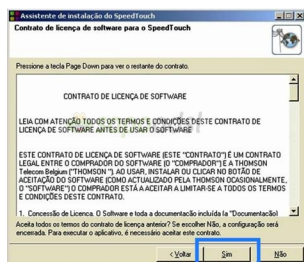 Assistente de instalação do SpeedTouch
Contrato de licença de software para o SpeedTouch
Pressione a tecla Page Down para ver o restante do contrato.
CONTRATO DE LICENÇA DE SOFTWARE
LEIA COM ATENÇÃO TODOS OS TERMOS E CONDIÇÕES DESTE CONTRATO DE
LICENÇA DE SOFTWARE ANTES DE USAR O SOFTWARE
ESTE CONTRATO DE LICENÇA DE SOFTWARE (ESTE "CONTRATO") É UM CONTRATO
LEGAL ENTRE O COMPRADOR DO SOFTWARE (O "COMPRADOR") E A THOMSON
Telecom Belgium ("THOMSON"). AO USAR, INSTALAR OU CLICAR NO BOTÃO DE
ACEITAÇÃO DO SOFTWARE (COMO ACTUALIZADO PELA THOMSON OCASIONALMENTE,
O "SOFTWARE") O COMPRADOR ESTÁ A ACEITAR A LIMITAR-SE A TODOS OS TERMOS
E CONDIÇÕES DESTE CONTRATO.
1. Concessão de Licença. O Software e toda a documentação incluída (a "Documentação)
Aceita todos os termos do contrato de licença anterior? Se escolher Não, a configuração será
encerrada. Para executar o aplicativo, é necessário aceitar este contrato.
< Voltar
Sim
Não